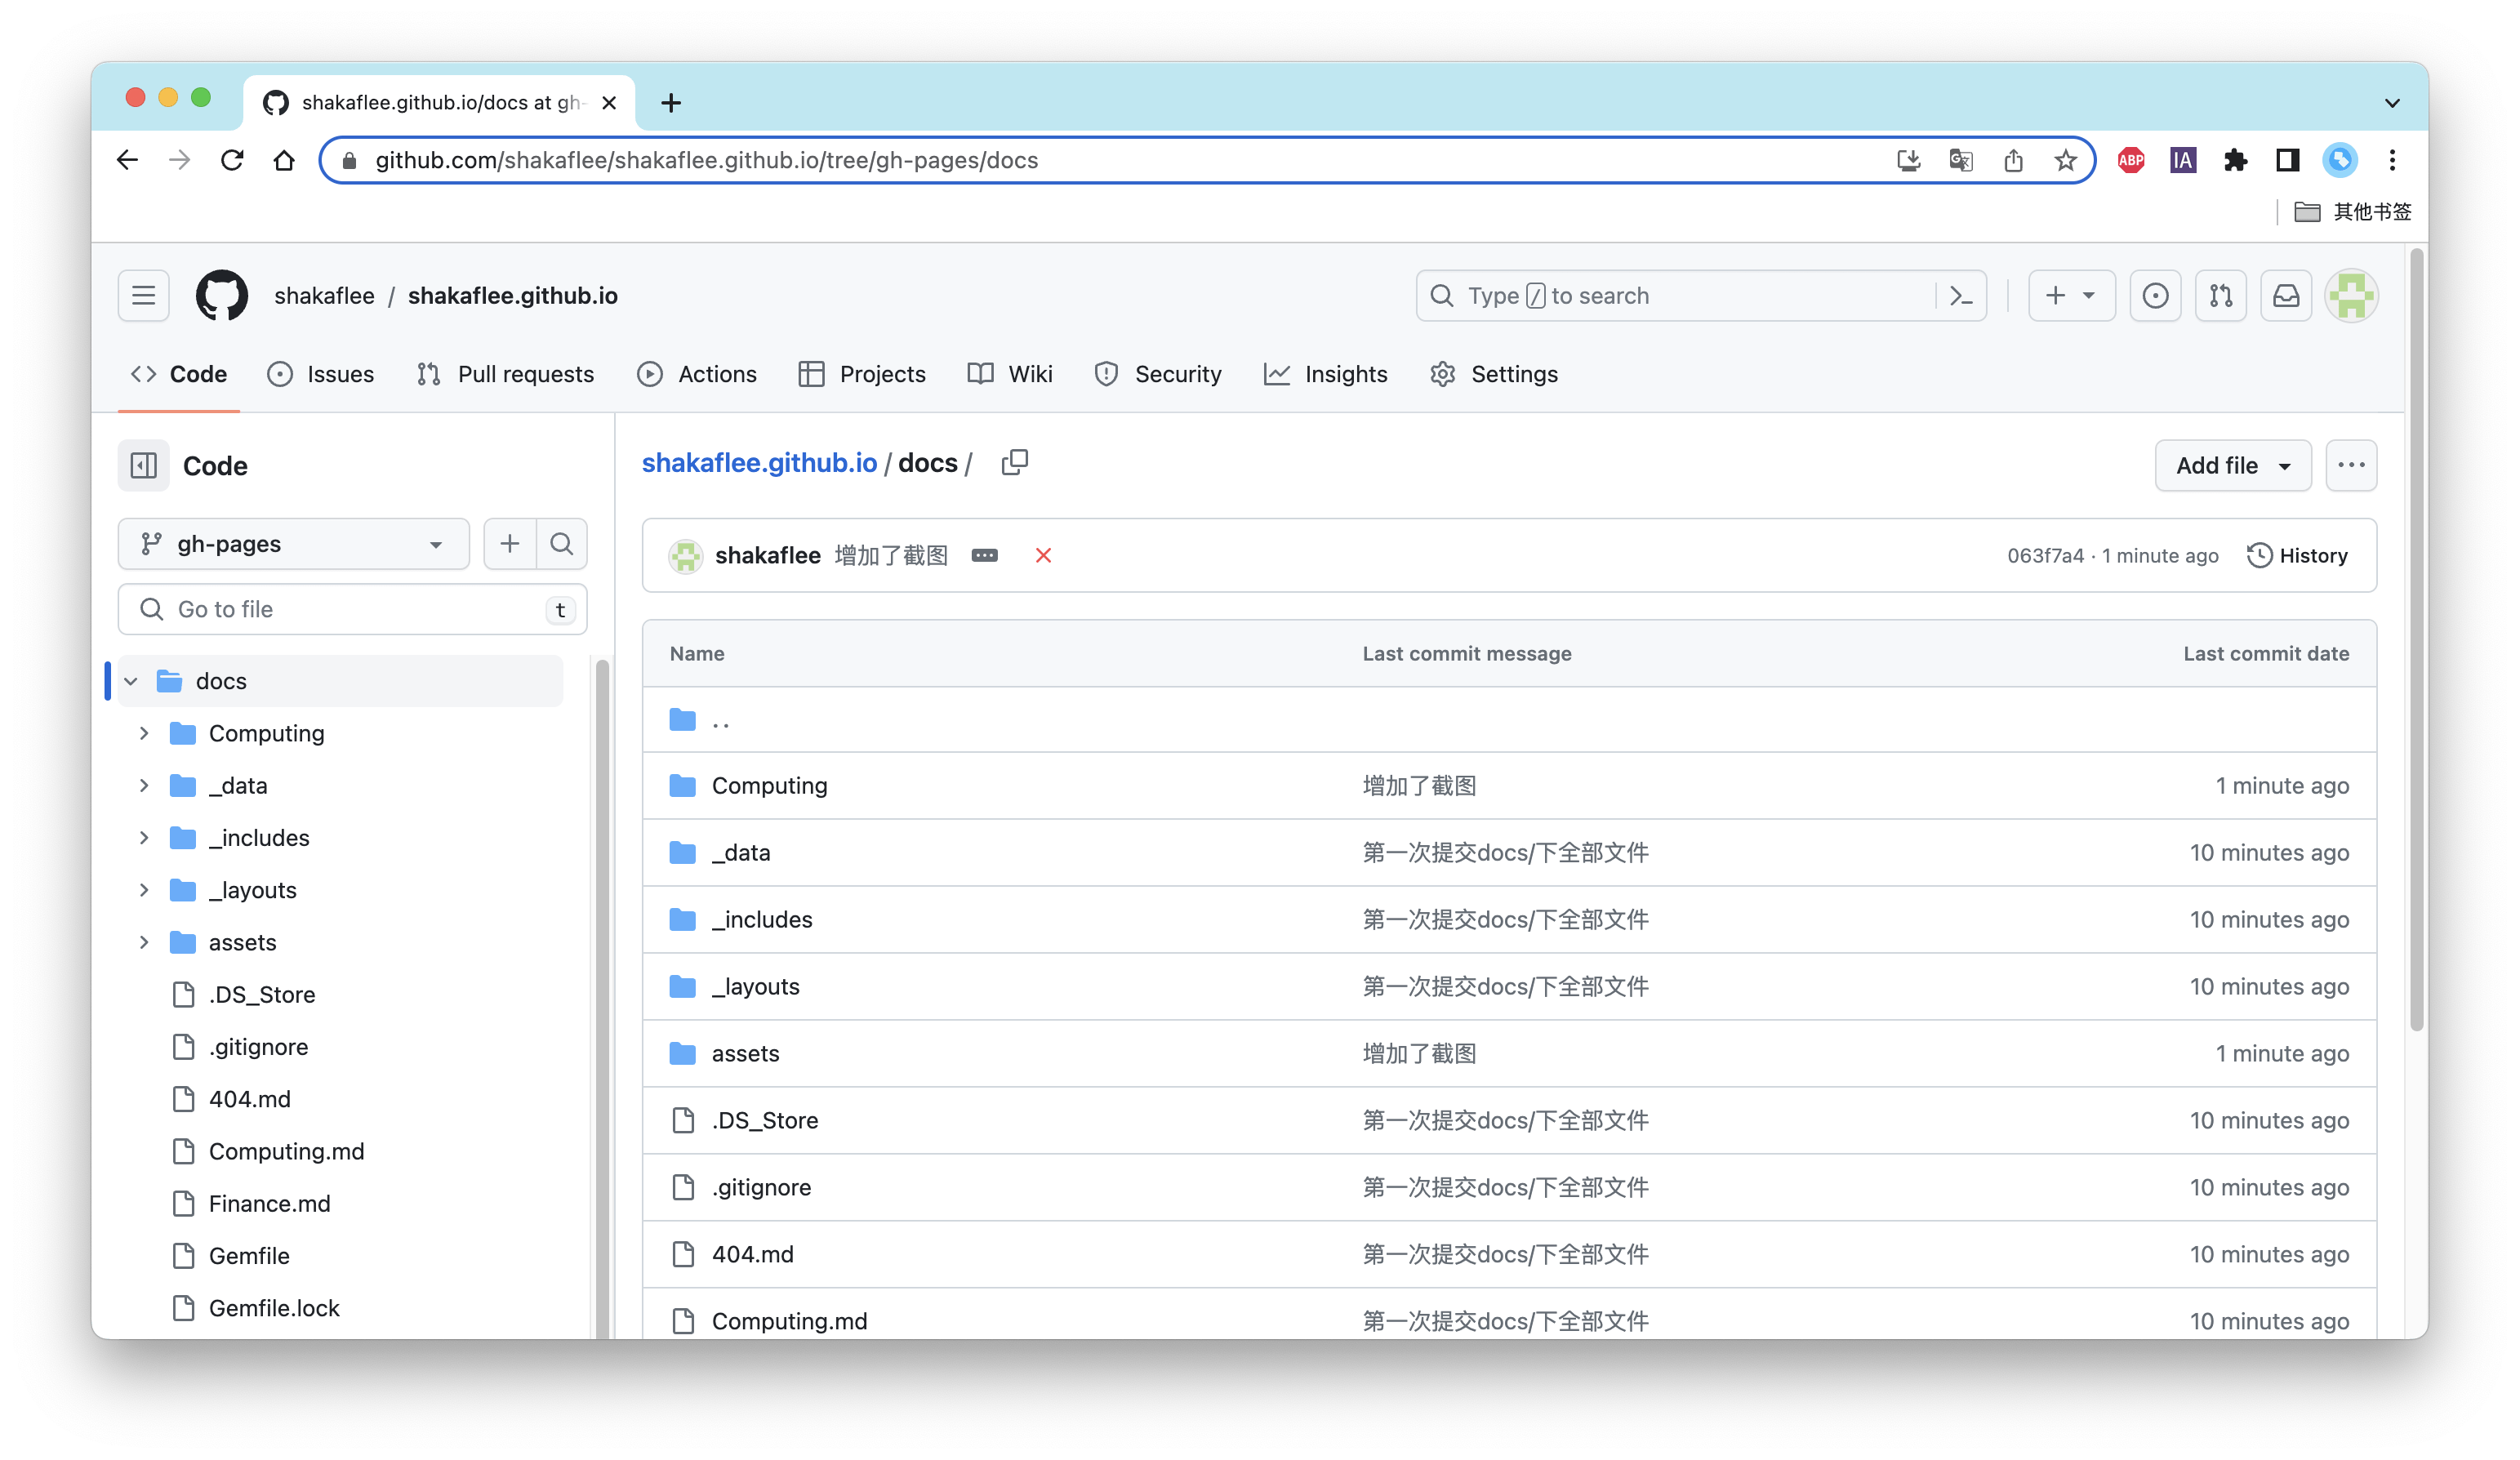 shakaflee.github.io/docs at gh-
github.com/shakaflee/shakaflee.github.io/tree/gh-pages/docs
ABP
IA
其他书签
shakaflee / shakaflee.github.io
Type / to search
Code
Issues
Pull requests
Actions
Projects
Wiki
Security
Insights
Settings
Code
gh-pages
Go to file
t
docs
Computing
_data
_includes
_layouts
assets
.DS_Store
.gitignore
404.md
Computing.md
Finance.md
Gemfile
Gemfile.lock
shakaflee.github.io / docs /
Add file
shakaflee 增加了截图
063f7a4 · 1 minute ago
History
Name Last commit message Last commit date
..
Computing 增加了截图 1 minute ago
_data 第一次提交docs/下全部文件 10 minutes ago
_includes 第一次提交docs/下全部文件 10 minutes ago
_layouts 第一次提交docs/下全部文件 10 minutes ago
assets 增加了截图 1 minute ago
.DS_Store 第一次提交docs/下全部文件 10 minutes ago
.gitignore 第一次提交docs/下全部文件 10 minutes ago
404.md 第一次提交docs/下全部文件 10 minutes ago
Computing.md 第一次提交docs/下全部文件 10 minutes ago